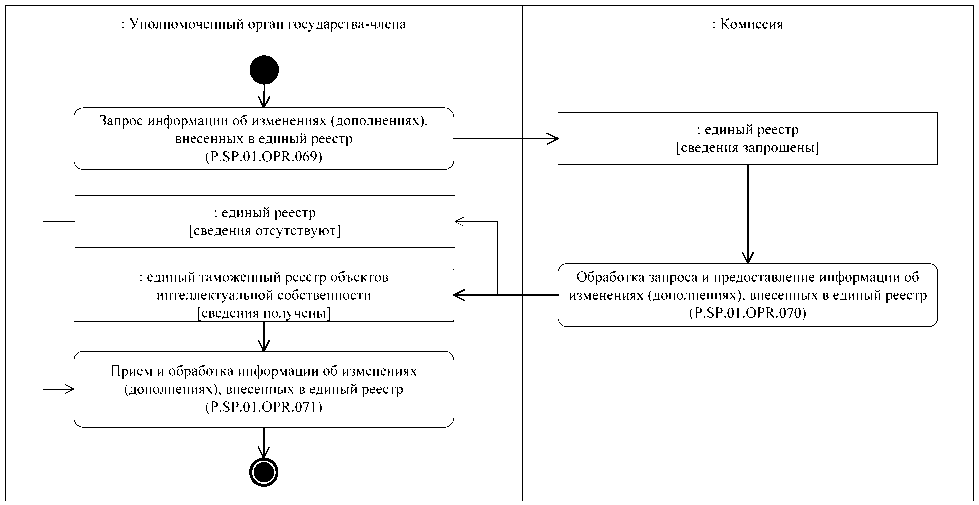 : Уполномоченный орган государства-члена
: Комиссия
Запрос информации об изменениях (дополнениях),
внесенных в единый реестр
(P.SP.01.OPR.069)
: единый реестр
[сведения запрошены]
: единый реестр
[сведения отсутствуют]
: единый таможенный реестр объектов
интеллектуальной собственности
[сведения получены]
Обработка запроса и предоставление информации об
изменениях (дополнениях), внесенных в единый реестр
(P.SP.01.OPR.070)
Прием и обработка информации об изменениях
(дополнениях), внесенных в единый реестр
(P.SP.01.OPR.071)